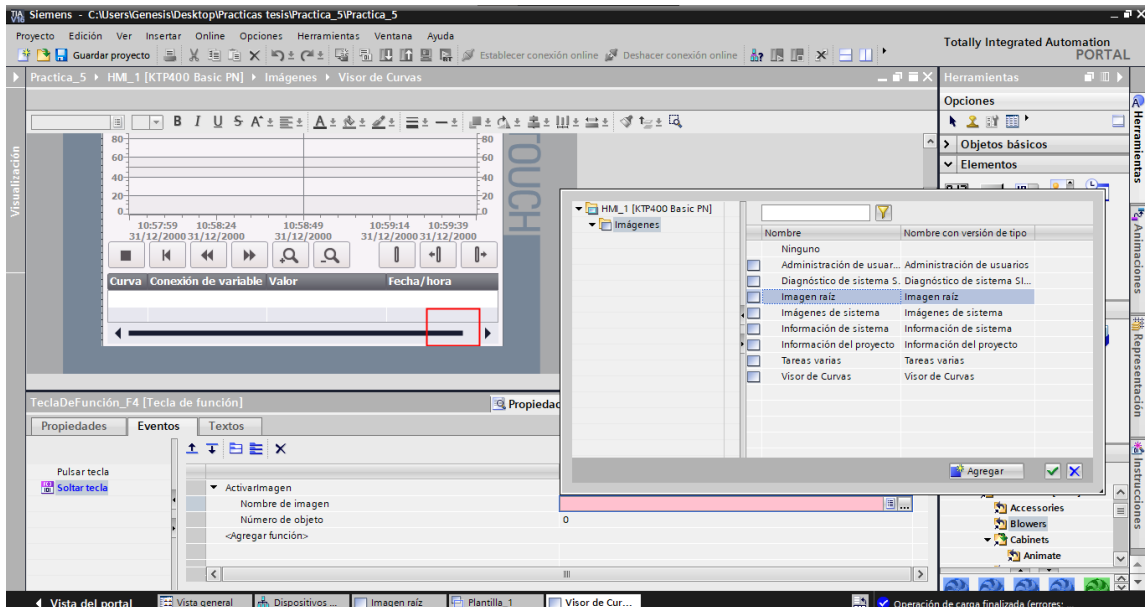 Siemens - C:\Users\Genesis\Desktop\Practicas tesis\Practica_5\Practica_5
Proyecto Edición Ver Insertar Online Opciones Herramientas Ventana Ayuda
Guardar proyecto Establecer conexión online Deshacer conexión online
Totally Integrated Automation
PORTAL
Practica_5 HMI_1 [KTP400 Basic PN] Imágenes Visor de Curvas
Herramientas
Opciones
B I U S A
Objetos básicos
Elementos
Visualización
80 80
60 60
40 40
20 20
0 0
TOUCH
10:57:59 10:58:24 10:58:49 10:59:14 10:59:39
31/12/2000 31/12/2000 31/12/2000 31/12/2000 31/12/2000
Curva Conexión de variable Valor Fecha/hora
HMI_1 [KTP400 Basic PN]
Imágenes
Nombre Nombre con versión de tipo
Ninguno
Administración de usuar... Administración de usuarios
Diagnóstico de sistema S. Diagnóstico de sistema SI...
Imagen raíz Imagen raíz
Imágenes de sistema Imágenes de sistema
Información de sistema Información de sistema
Información del proyecto Información del proyecto
Tareas varias Tareas varias
Visor de Curvas Visor de Curvas
Agregar
Herramientas
Animaciones
Representación
Instrucciones
TeclaDeFunción_F4 [Tecla de función]
Propiedad
Propiedades Eventos Textos
Pulsar tecla
Soltar tecla
ActivarImagen
Nombre de imagen
Número de objeto 0
<Agregar función>
Accessories
Blowers
Cabinets
Animate
Vista del portal Vista general Dispositivos ... Imagen raíz Plantilla_1 Visor de Cur...
Operación de carga finalizada (errores: